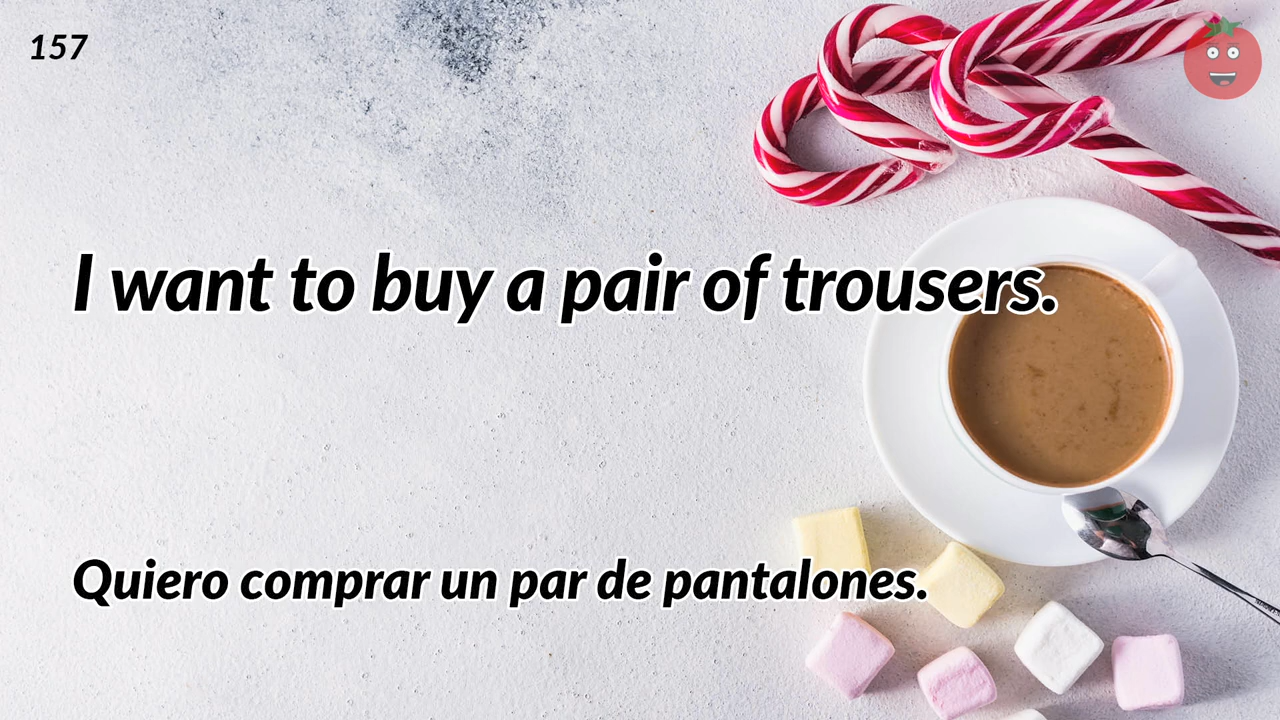 157
I want to buy a pair of trousers.
Quiero comprar un par de pantalones.